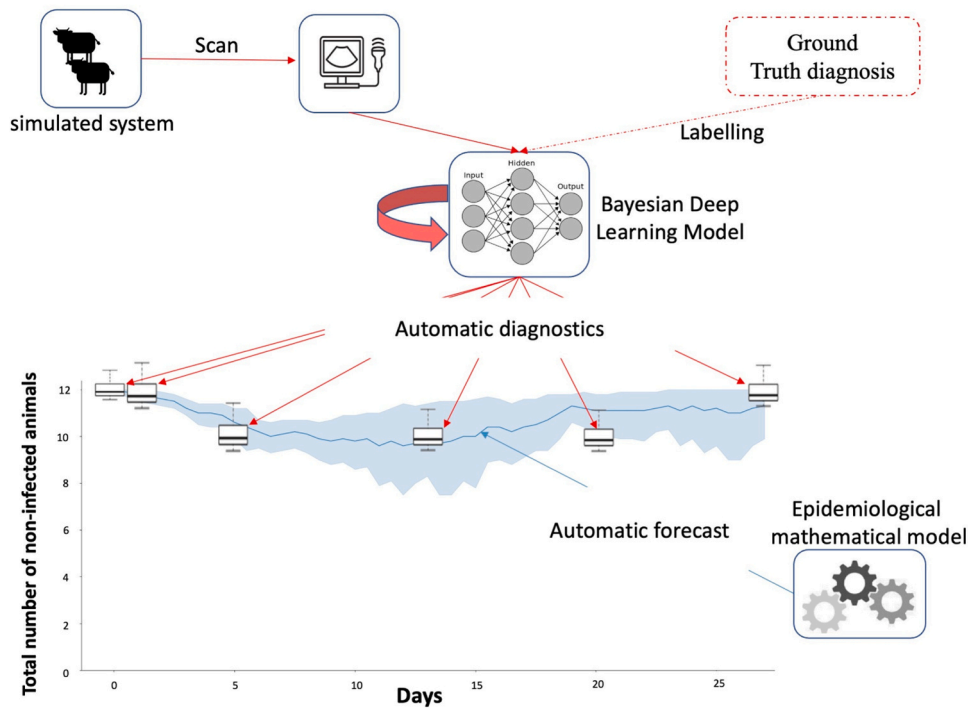 Scan
simulated system
Ground
Truth diagnosis
Labelling
Input
Hidden
Output
Bayesian Deep
Learning Model
Automatic diagnostics
Total number of non-infected animals
12
10
8
6
4
2
0
Automatic forecast
Epidemiological
mathematical model
0
5
10
15
20
25
Days